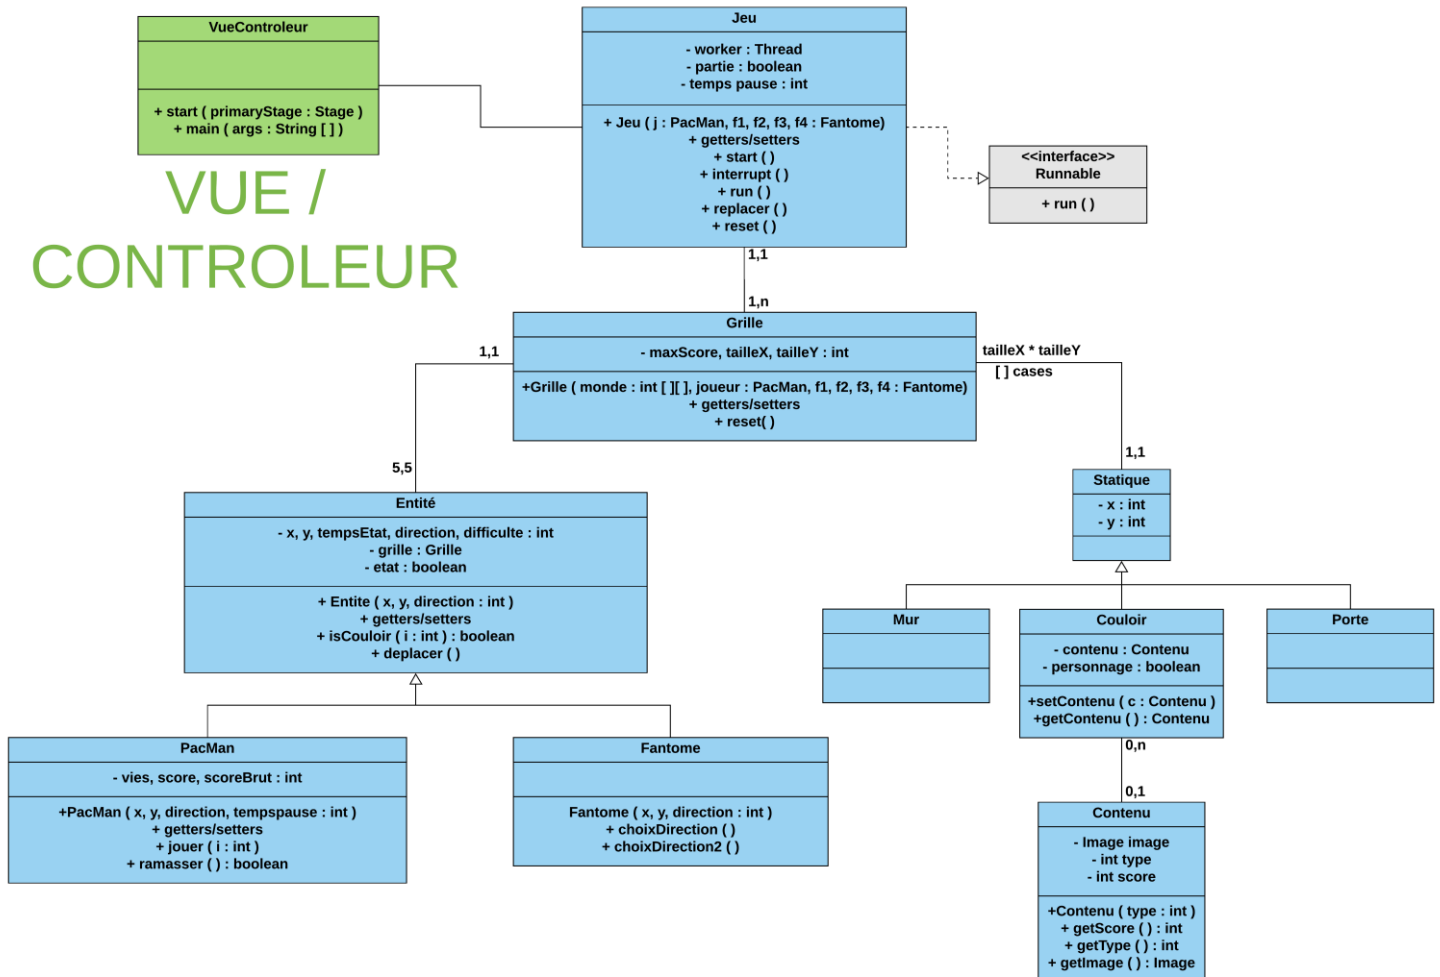 VueControleur
+ start ( primaryStage : Stage )
+ main ( args : String [ ] )
VUE /
CONTROLEUR
Jeu
- worker : Thread
- partie : boolean
- temps pause : int
+ Jeu ( j : PacMan, f1, f2, f3, f4 : Fantome)
+ getters/setters
+ start ( )
+ interrupt ( )
+ run ( )
+ replacer ( )
+ reset ( )
<<interface>>
Runnable
+ run ( )
1,1
1,n
Grille
- maxScore, tailleX, tailleY : int
+Grille ( monde : int [ ][ ], joueur : PacMan, f1, f2, f3, f4 : Fantome)
+ getters/setters
+ reset( )
1,1
5,5
tailleX * tailleY
[ ] cases
1,1
Entité
- x, y, tempsEtat, direction, difficulte : int
- grille : Grille
- etat : boolean
+ Entite ( x, y, direction : int )
+ getters/setters
+ isCouloir ( i : int ) : boolean
+ deplacer ( )
Statique
- x : int
- y : int
Mur
Couloir
- contenu : Contenu
- personnage : boolean
+setContenu ( c : Contenu )
+getContenu ( ) : Contenu
Porte
PacMan
- vies, score, scoreBrut : int
+PacMan ( x, y, direction, tempspause : int )
+ getters/setters
+ jouer ( i : int )
+ ramasser ( ) : boolean
Fantome
Fantome ( x, y, direction : int )
+ choixDirection ( )
+ choixDirection2 ( )
0,n
0,1
Contenu
- Image image
- int type
- int score
+Contenu ( type : int )
+ getScore ( ) : int
+ getType ( ) : int
+ getImage ( ) : Image